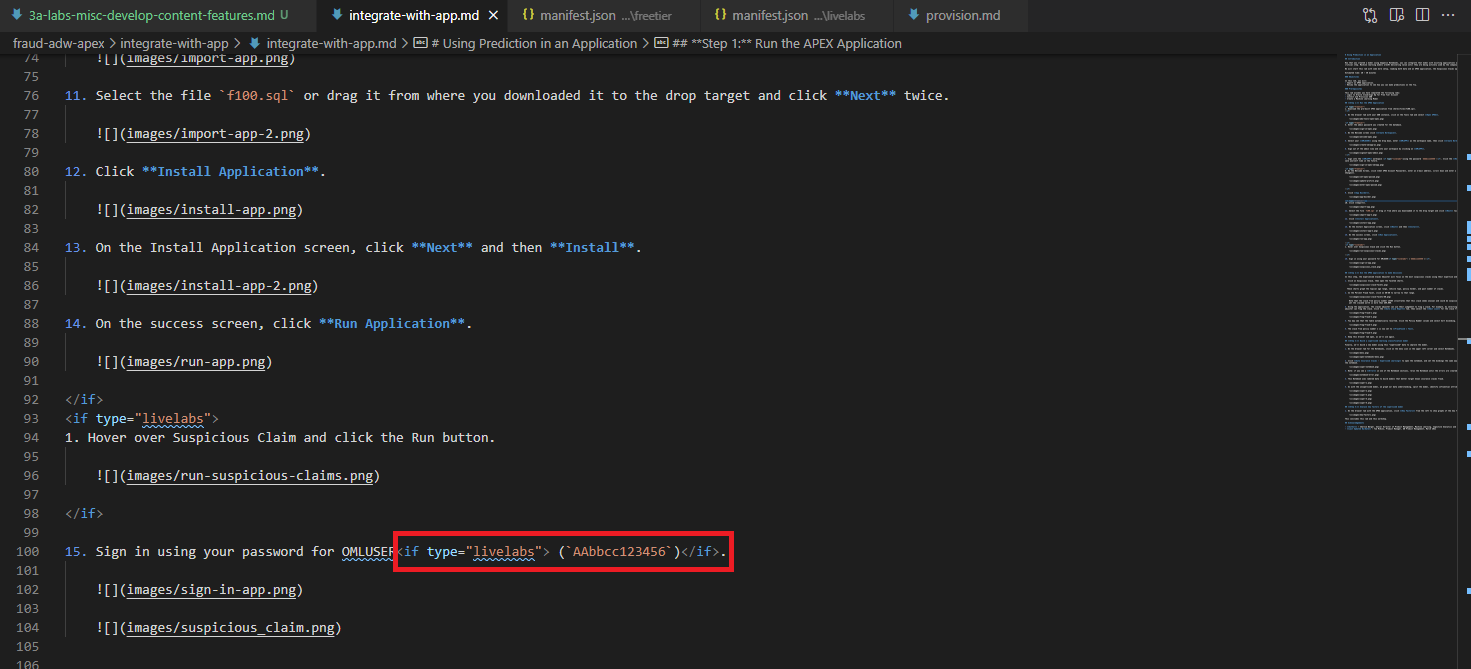 3a-labs-misc-develop-content-features.md U
integrate-with-app.md
manifest.json ...\freetier
manifest.json ...\livelabs
provision.md
fraud-adw-apex > integrate-with-app > integrate-with-app.md > # Using Prediction in an Application > ## **Step 1:** Run the APEX Application
74 ![](images/import-app.png)
75
76 11. Select the file `f100.sql` or drag it from where you downloaded it to the drop target and click **Next** twice.
77
78 ![](images/import-app-2.png)
79
80 12. Click **Install Application**.
81
82 ![](images/install-app.png)
83
84 13. On the Install Application screen, click **Next** and then **Install**.
85
86 ![](images/install-app-2.png)
87
88 14. On the success screen, click **Run Application**.
89
90 ![](images/run-app.png)
91
92 </if>
93 <if type="livelabs">
94 1. Hover over Suspicious Claim and click the Run button.
95
96 ![](images/run-suspicious-claims.png)
97
98 </if>
99
100 15. Sign in using your password for OMLUSER<if type="livelabs"> (`AAbbcc123456`)</if>.
101
102 ![](images/sign-in-app.png)
103
104 ![](images/suspicious_claim.png)
105
106